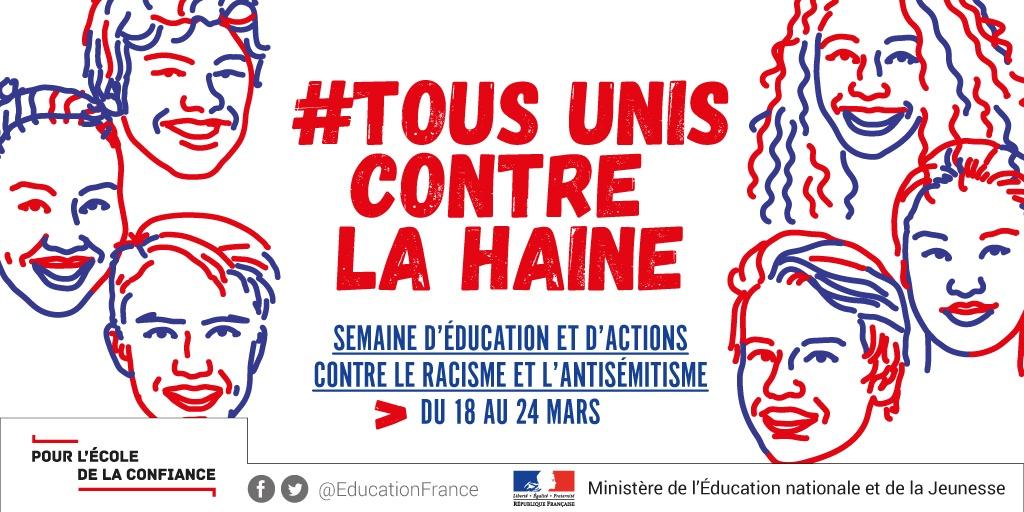 #TOUS UNIS
CONTRE
LA HAINE
SEMAINE D'ÉDUCATION ET D'ACTIONS
CONTRE LE RACISME ET L'ANTISÉMITISME
> DU 18 AU 24 MARS
POUR L'ÉCOLE
DE LA CONFIANCE
@EducationFrance
Liberté • Égalité • Fraternité
RÉPUBLIQUE FRANÇAISE
Ministère de l'Éducation nationale et de la Jeunesse